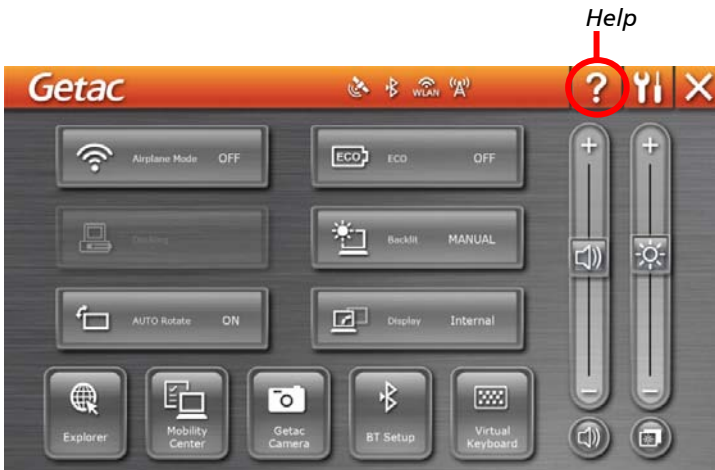 Help
Getac
WLAN
?
Airplane Mode OFF
ECO ECO OFF
Docking
Backlit MANUAL
AUTO Rotate ON
Display Internal
Explorer
Mobility
Center
Getac
Camera
BT Setup
Virtual
Keyboard